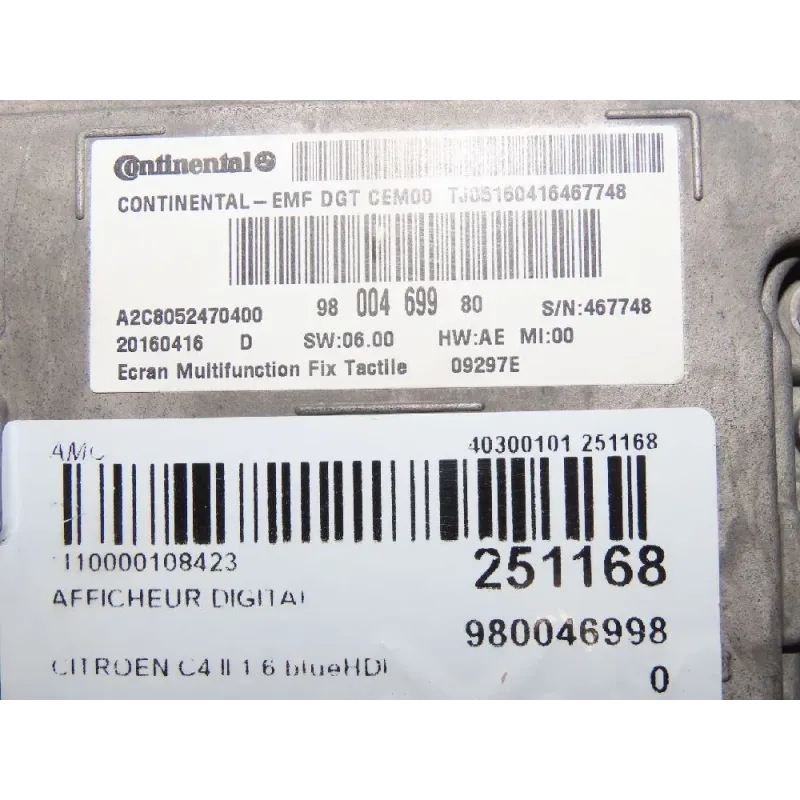 Continental
CONTINENTAL-EMF DGT CEM00 TJ05160416467748
A2C8052470400 98 004 699 80 S/N:467748
20160416 D SW:06.00 HW:AE MI:00
Ecran Multifunction Fix Tactile 09297E
AMC 40300101 251168
110000108423 251168
AFFICHEUR DIGITAL
980046998
CITROEN C4 II 1 6 blueHDI
0